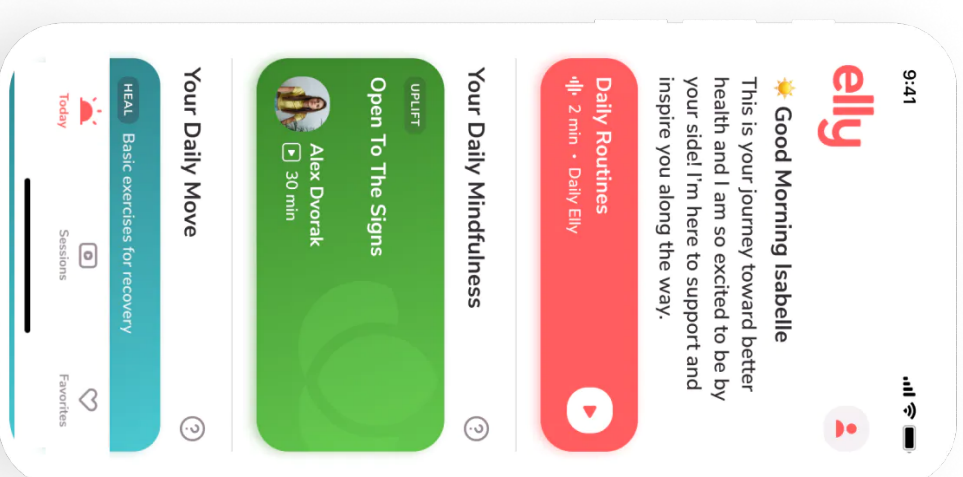 9:41
elly
Good Morning Isabelle
This is your journey toward better
health and I am so excited to be by
your side! I'm here to support and
inspire you along the way.
Daily Routines
2 min • Daily Elly
Your Daily Mindfulness
?
UPLIFT
Open To The Signs
Alex Dvorak
30 min
Your Daily Move
?
HEAL
Basic exercises for recovery
Today
Sessions
Favorites